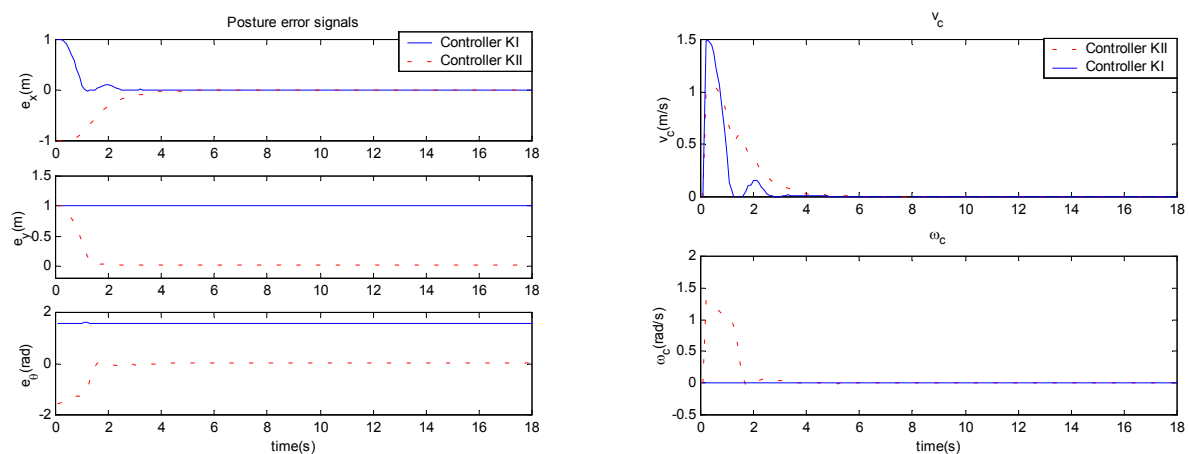 Posture error signals
Controller KI
Controller KII
e_x(m)
1
0
-1
0 2 4 6 8 10 12 14 16 18
e_y(m)
1.5
1
0.5
0
0 2 4 6 8 10 12 14 16 18
e_θ(rad)
2
0
-2
0 2 4 6 8 10 12 14 16 18
time(s)
v_c
Controller KII
Controller KI
v_c(m/s)
1.5
1
0.5
0
0 2 4 6 8 10 12 14 16 18
ω_c
ω_c(rad/s)
2
1.5
1
0.5
0
-0.5
0 2 4 6 8 10 12 14 16 18
time(s)